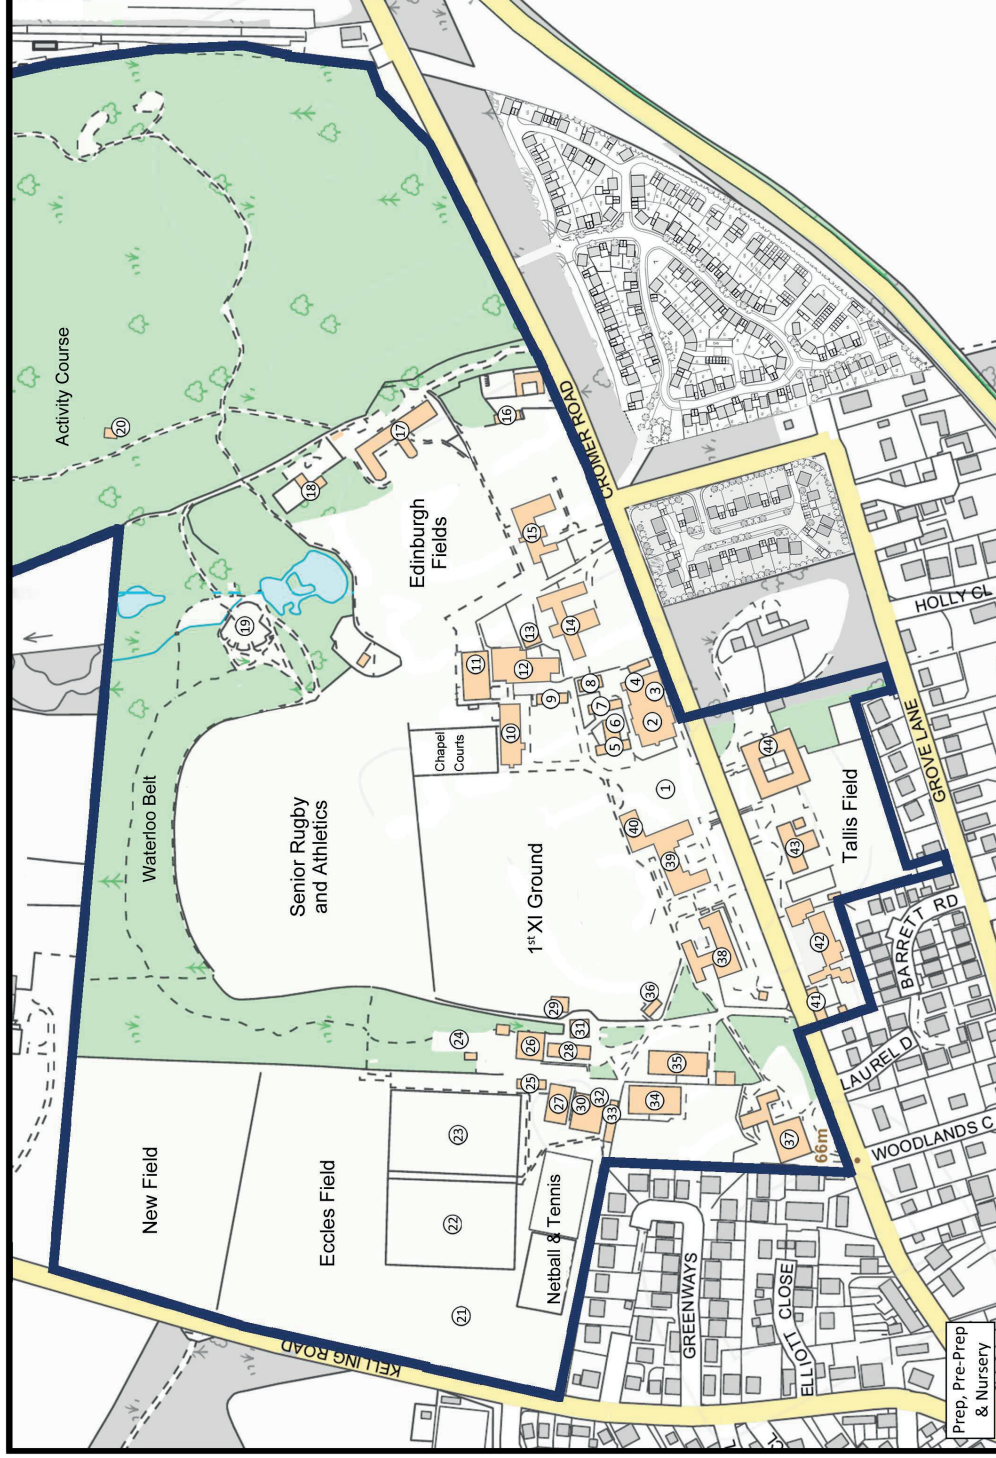 Activity Course
20
Waterloo Belt
19
18
17
16
Edinburgh
Fields
15
14
13
12
11
10
9
8
7
6
5
4
3
2
1
Chapel
Courts
Senior Rugby
and Athletics
1st XI Ground
40
39
38
36
29
31
28
26
24
25
27
30
32
33
34
35
37
New Field
Eccles Field
23
22
21
Netball & Tennis
44
43
42
41
Tallis Field
66m
CROMER ROAD
KELLING ROAD
GROVE LANE
HOLLY CL
BARRETT RD
LAUREL D
WOODLANDS C
GREENWAYS
ELLIOTT CLOSE
CL
Prep, Pre-Prep
& Nursery